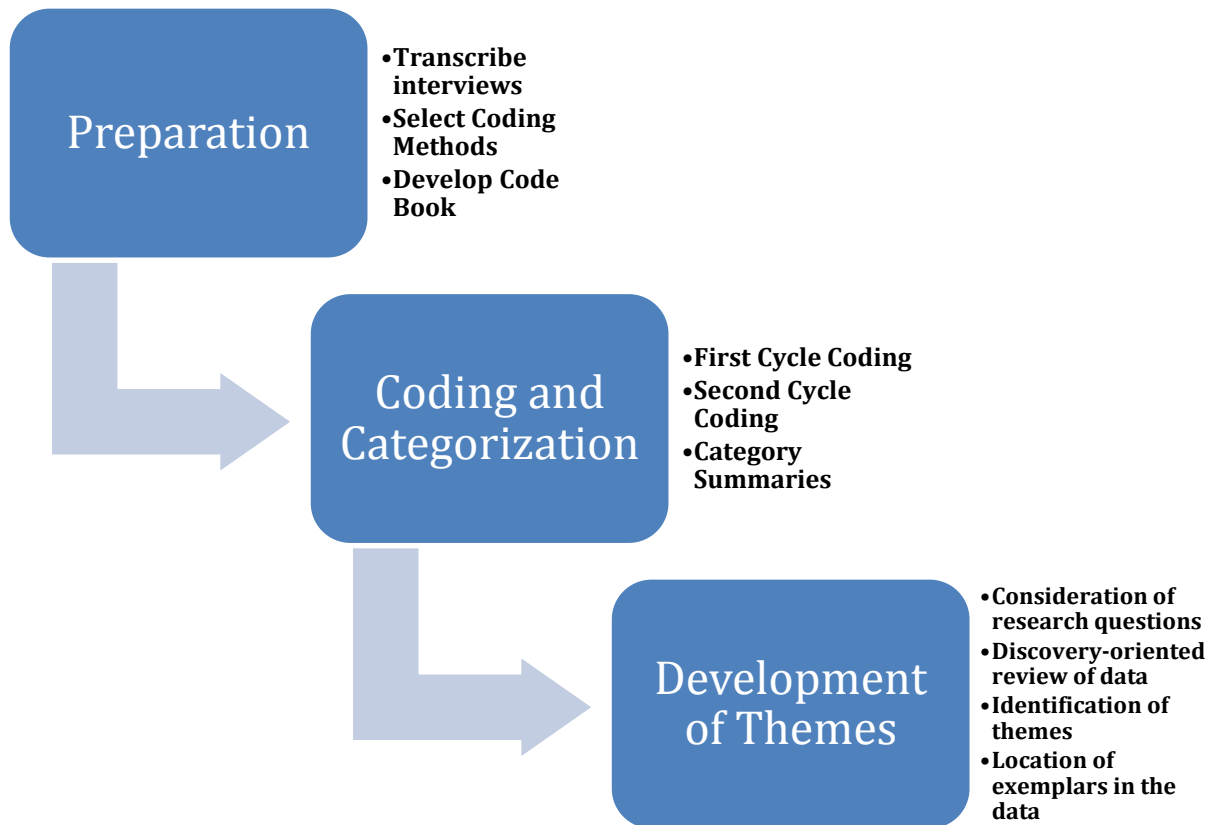 Preparation
•Transcribe
interviews
•Select Coding
Methods
•Develop Code
Book
Coding and
Categorization
•First Cycle Coding
•Second Cycle
Coding
•Category
Summaries
Development
of Themes
•Consideration of
research questions
•Discovery-oriented
review of data
•Identification of
themes
•Location of
exemplars in the
data